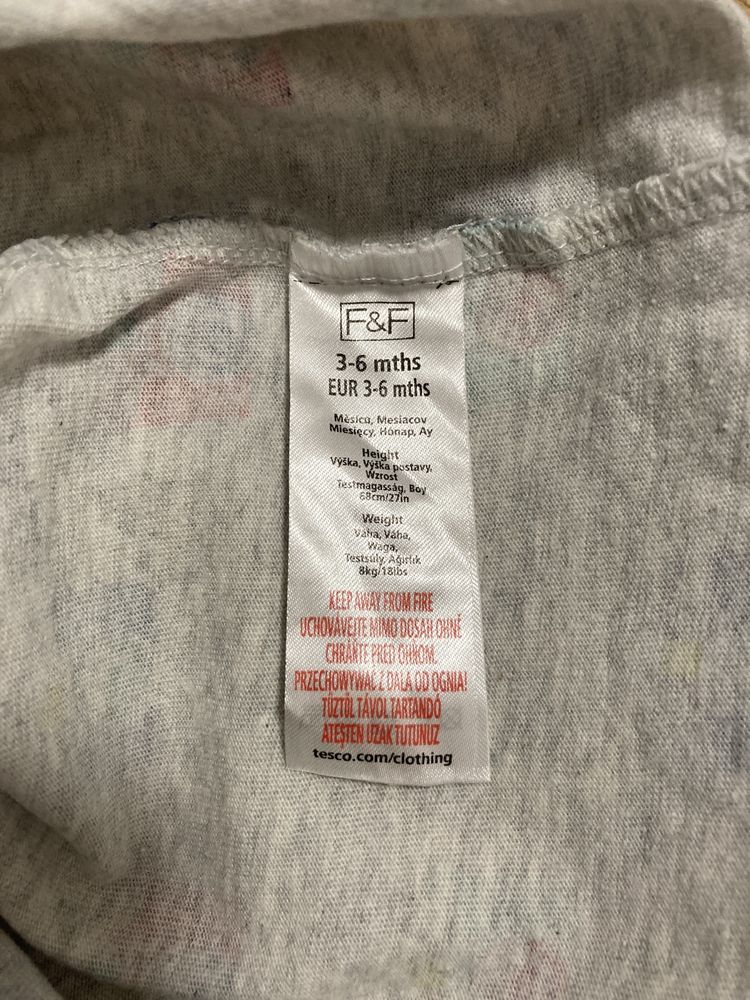 F&F
3-6 mths
EUR 3-6 mths
Měsíců, Mesiacov
Miesięcy, Hónap, Ay
Height
Výška, Výška postavy,
Wzrost
Testmagasság, Boy
68cm/27in
Weight
Váha, Váha,
Waga,
Testsúly, Ağirlik
8kg/18lbs
KEEP AWAY FROM FIRE
UCHOVÁVEJTE MIMO DOSAH OHNĚ
CHRÁŇTE PRED OHŇOM.
PRZECHOWYWAĆ Z DALA OD OGNIA!
TŰZTŐL TÁVOL TARTANDÓ
ATEŞTEN UZAK TUTUNUZ
tesco.com/clothing